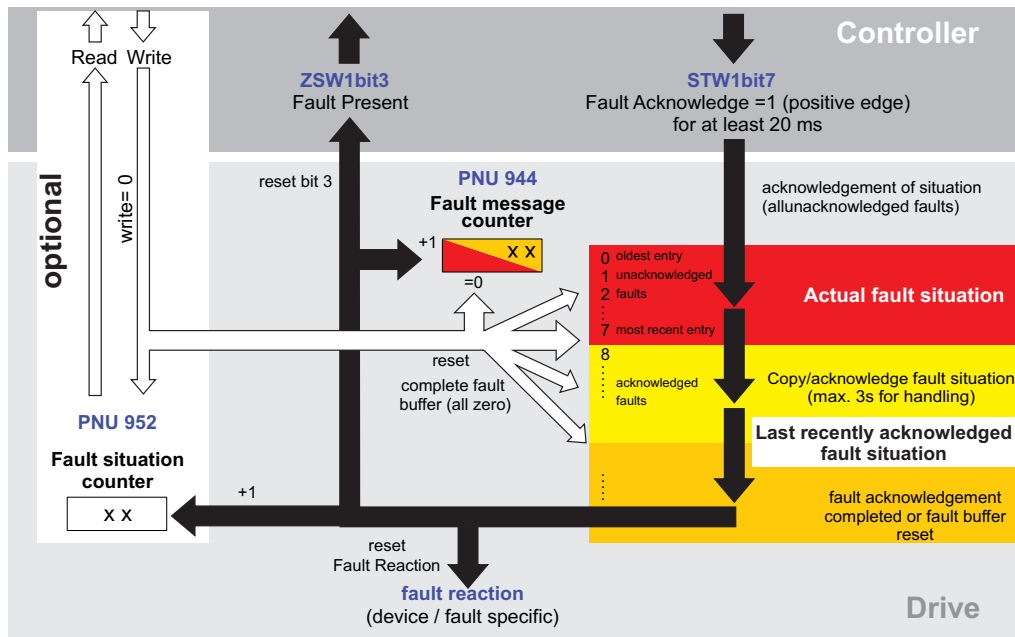 Controller
Read Write
ZSW1bit3
Fault Present
STW1bit7
Fault Acknowledge =1 (positive edge)
for at least 20 ms
optional
write= 0
reset bit 3
PNU 944
Fault message
counter
+1
X X
=0
acknowledgement of situation
(allunacknowledged faults)
0 oldest entry
1 unacknowledged
2 faults
7 most recent entry
Actual fault situation
8
acknowledged
faults
Copy/acknowledge fault situation
(max. 3s for handling)
Last recently acknowledged
fault situation
fault acknowledgement
completed or fault buffer
reset
reset
complete fault
buffer (all zero)
PNU 952
Fault situation
counter
X X
+1
reset
Fault Reaction
fault reaction
(device / fault specific)
Drive